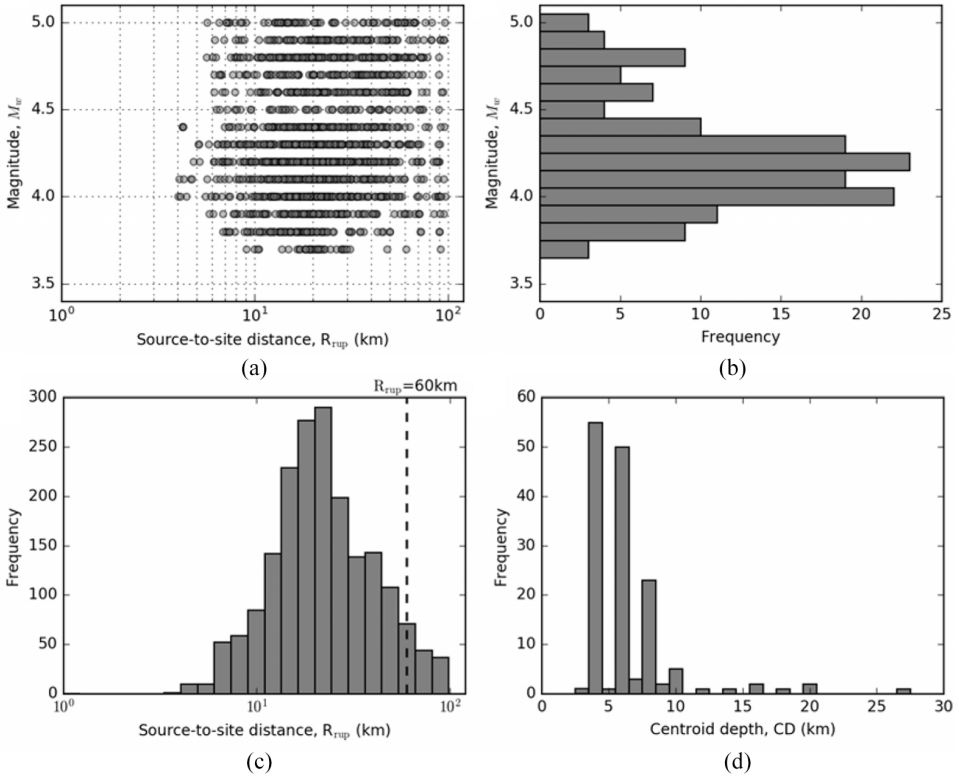 5.0
4.5
4.0
3.5
Magnitude, M_w
10^0
10^1
10^2
Source-to-site distance, R_rup (km)
(a)
5.0
4.5
4.0
3.5
Magnitude, M_w
0 5 10 15 20 25
Frequency
(b)
R_rup=60km
300
250
200
150
100
50
0
Frequency
10^0
10^1
10^2
Source-to-site distance, R_rup (km)
(c)
60
50
40
30
20
10
0
Frequency
0 5 10 15 20 25 30
Centroid depth, CD (km)
(d)